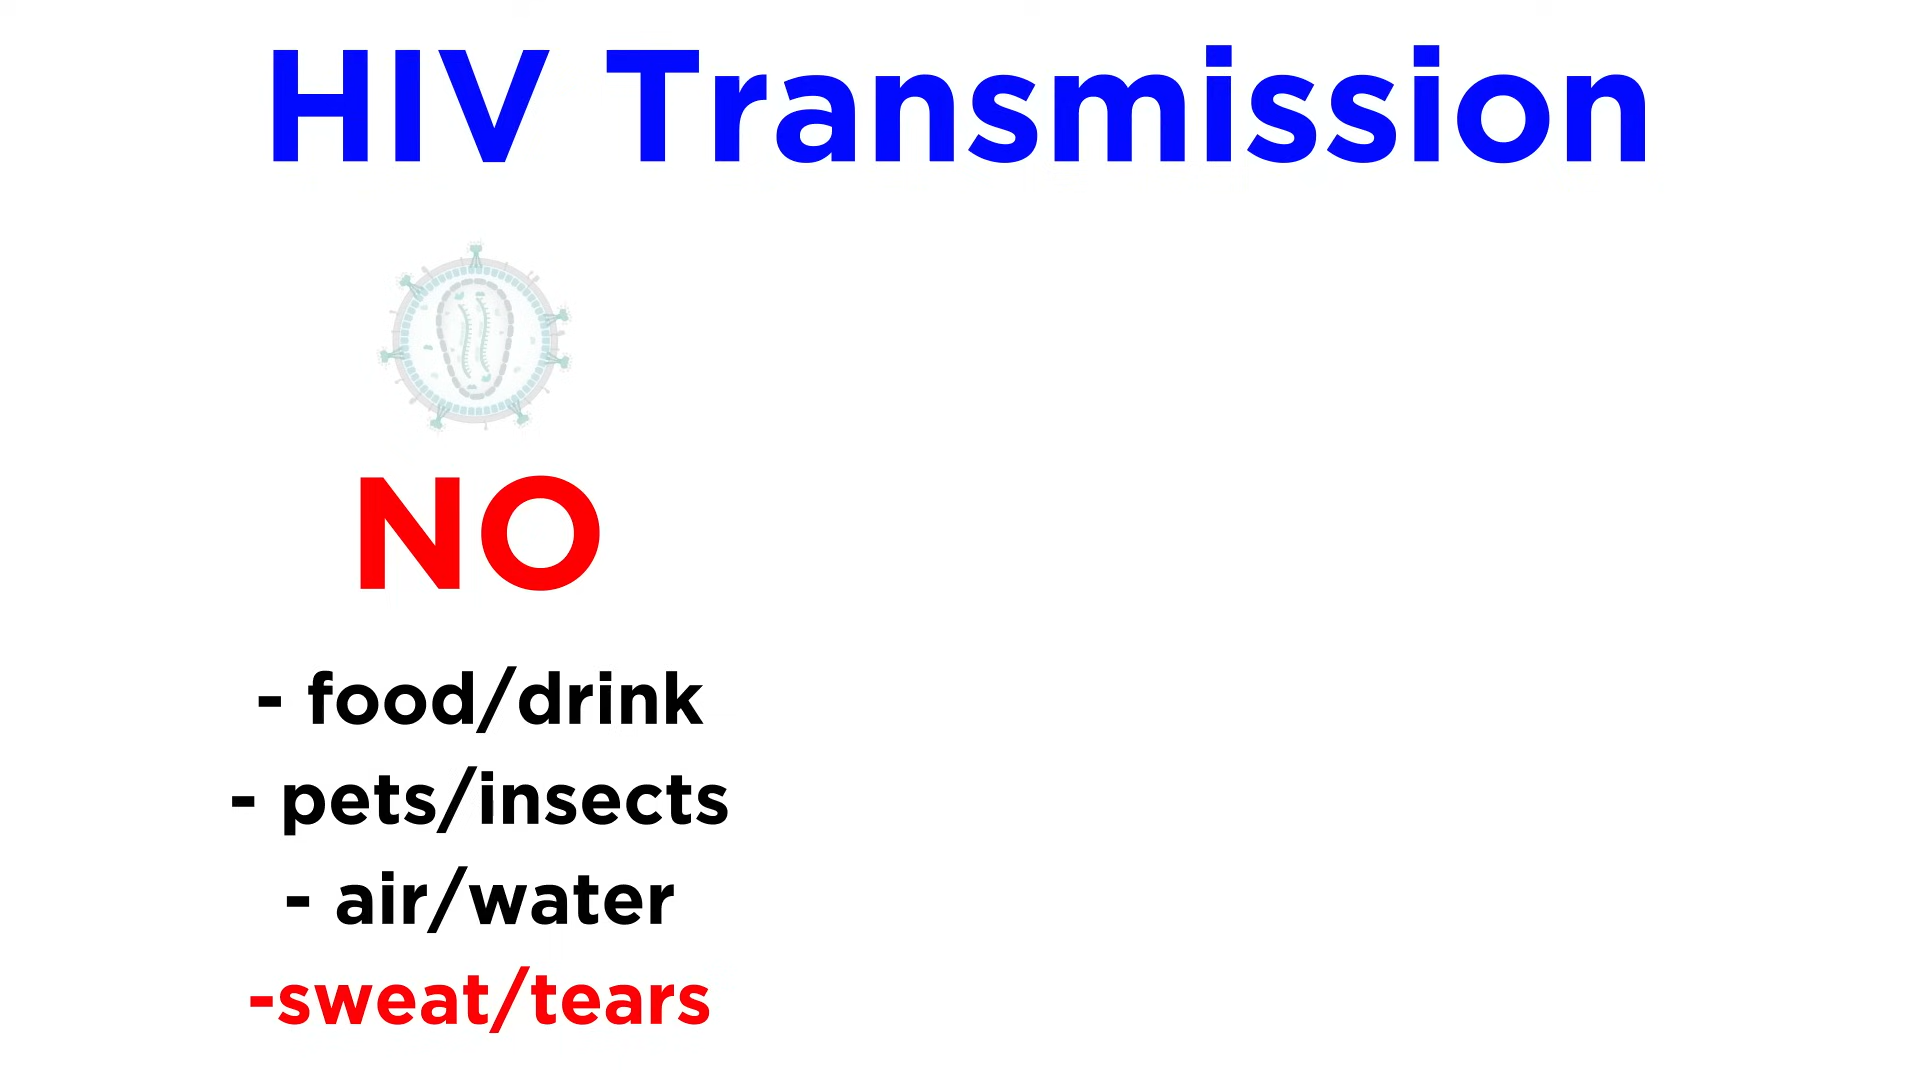 HIV Transmission
NO
- food/drink
- pets/insects
- air/water
-sweat/tears